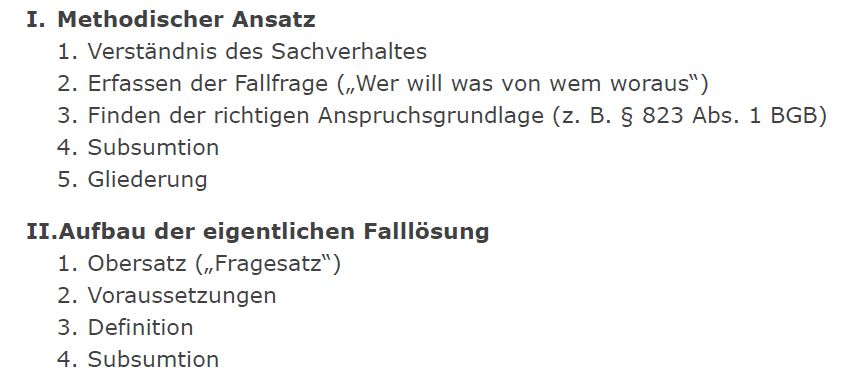 I. Methodischer Ansatz
1. Verständnis des Sachverhaltes
2. Erfassen der Fallfrage („Wer will was von wem woraus“)
3. Finden der richtigen Anspruchsgrundlage (z. B. § 823 Abs. 1 BGB)
4. Subsumtion
5. Gliederung
II.Aufbau der eigentlichen Falllösung
1. Obersatz („Fragesatz“)
2. Voraussetzungen
3. Definition
4. Subsumtion